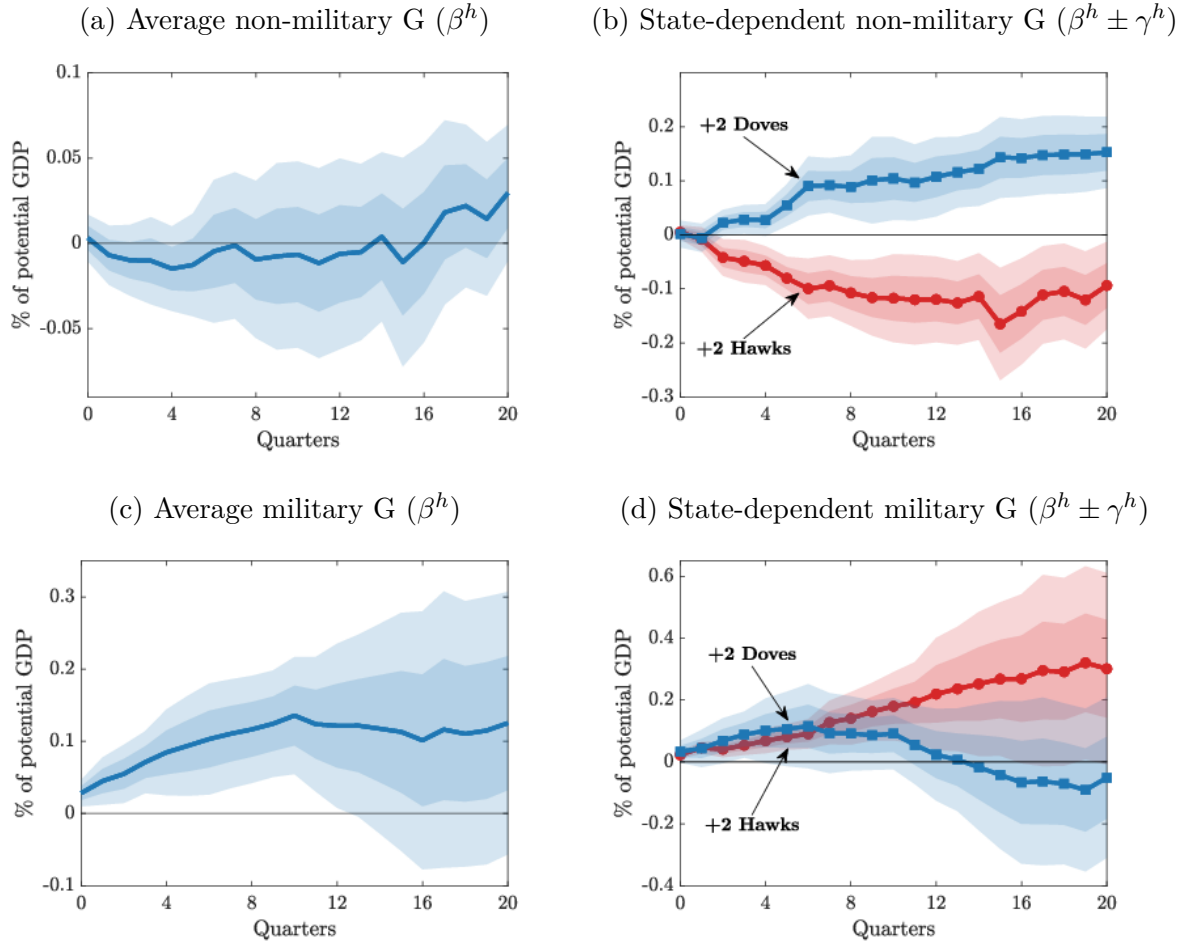 (a) Average non-military G (β^h)
(b) State-dependent non-military G (β^h ± γ^h)
% of potential GDP
0.1
0.05
0
-0.05
0
4
8
12
16
20
Quarters
% of potential GDP
0.2
0.1
0
-0.1
-0.2
-0.3
+2 Doves
+2 Hawks
0
4
8
12
16
20
Quarters
(c) Average military G (β^h)
(d) State-dependent military G (β^h ± γ^h)
% of potential GDP
0.3
0.2
0.1
0
-0.1
0
4
8
12
16
20
Quarters
% of potential GDP
0.6
0.4
0.2
0
-0.2
-0.4
+2 Doves
+2 Hawks
0
4
8
12
16
20
Quarters